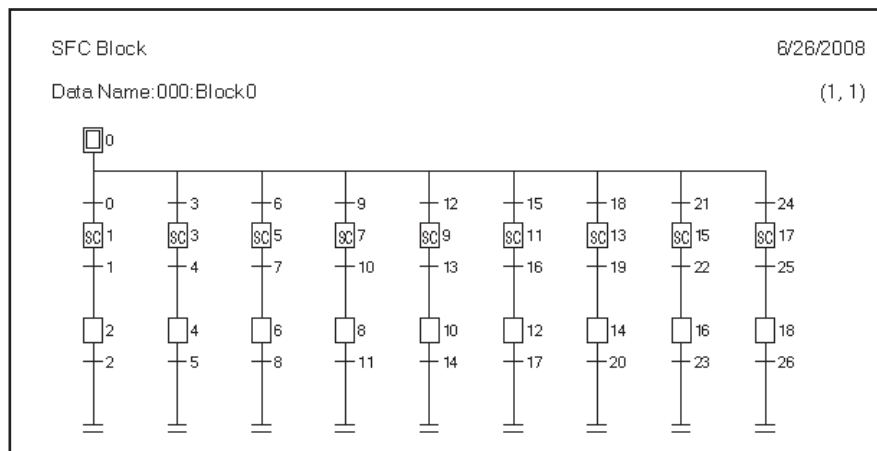 SFC Block 6/26/2008
Data Name:000:Block0 (1, 1)
0
0 3 6 9 12 15 18 21 24
SC 1 SC 3 SC 5 SC 7 SC 9 SC 11 SC 13 SC 15 SC 17
1 4 7 10 13 16 19 22 25
2 4 6 8 10 12 14 16 18
2 5 8 11 14 17 20 23 26